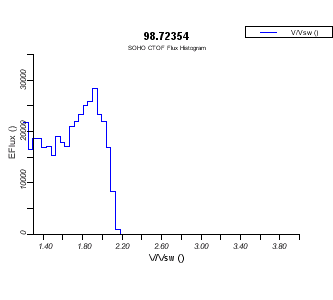 98.72354
SOHO CTOF Flux Histogram
V/Vsw ()
EFlux ()
30000
20000
10000
0
1.40 1.80 2.20 2.60 3.00 3.40 3.80
V/Vsw ()